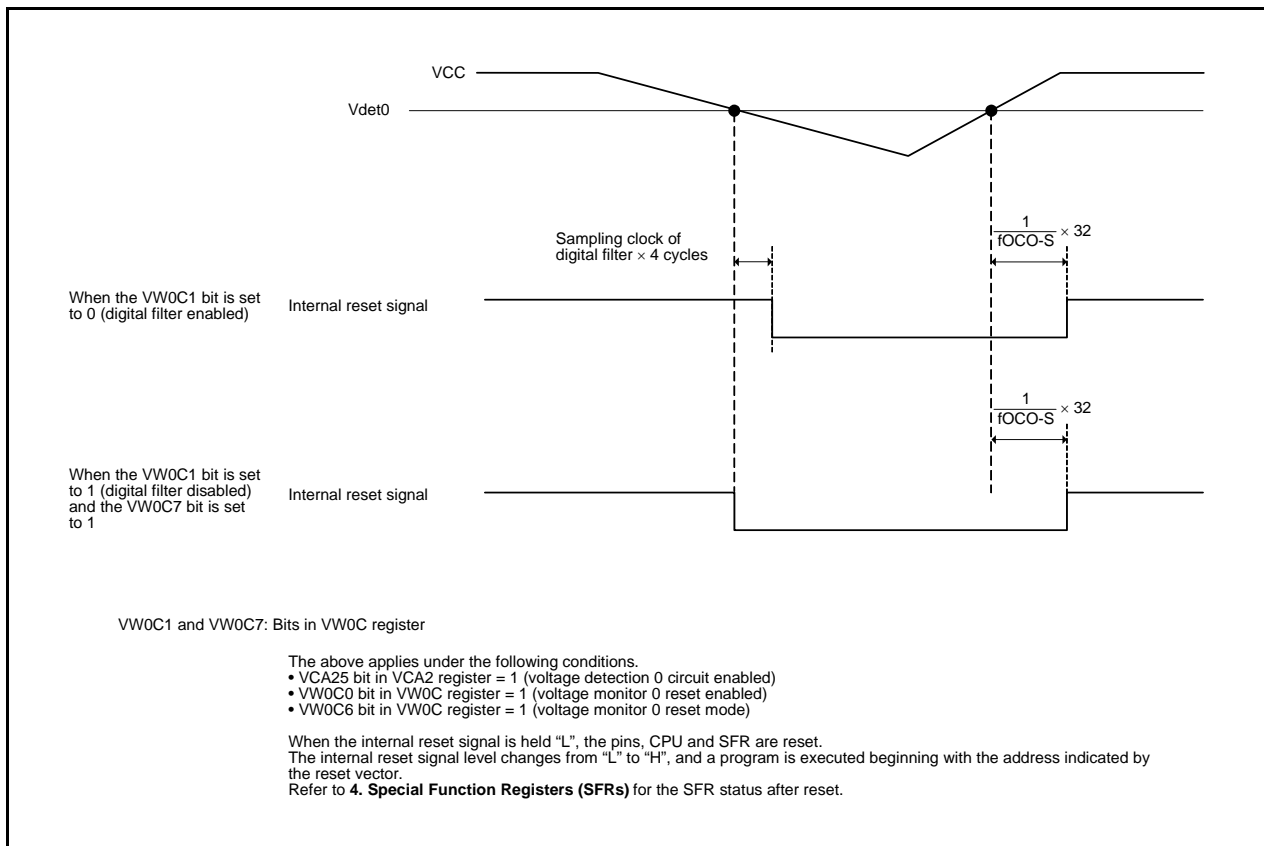 VCC
Vdet0
Sampling clock of
digital filter × 4 cycles
1
fOCO-S
× 32
When the VW0C1 bit is set
to 0 (digital filter enabled)
Internal reset signal
1
fOCO-S
× 32
When the VW0C1 bit is set
to 1 (digital filter disabled)
and the VW0C7 bit is set
to 1
Internal reset signal
VW0C1 and VW0C7: Bits in VW0C register
The above applies under the following conditions.
• VCA25 bit in VCA2 register = 1 (voltage detection 0 circuit enabled)
• VW0C0 bit in VW0C register = 1 (voltage monitor 0 reset enabled)
• VW0C6 bit in VW0C register = 1 (voltage monitor 0 reset mode)
When the internal reset signal is held “L”, the pins, CPU and SFR are reset.
The internal reset signal level changes from “L” to “H”, and a program is executed beginning with the address indicated by
the reset vector.
Refer to 4. Special Function Registers (SFRs) for the SFR status after reset.